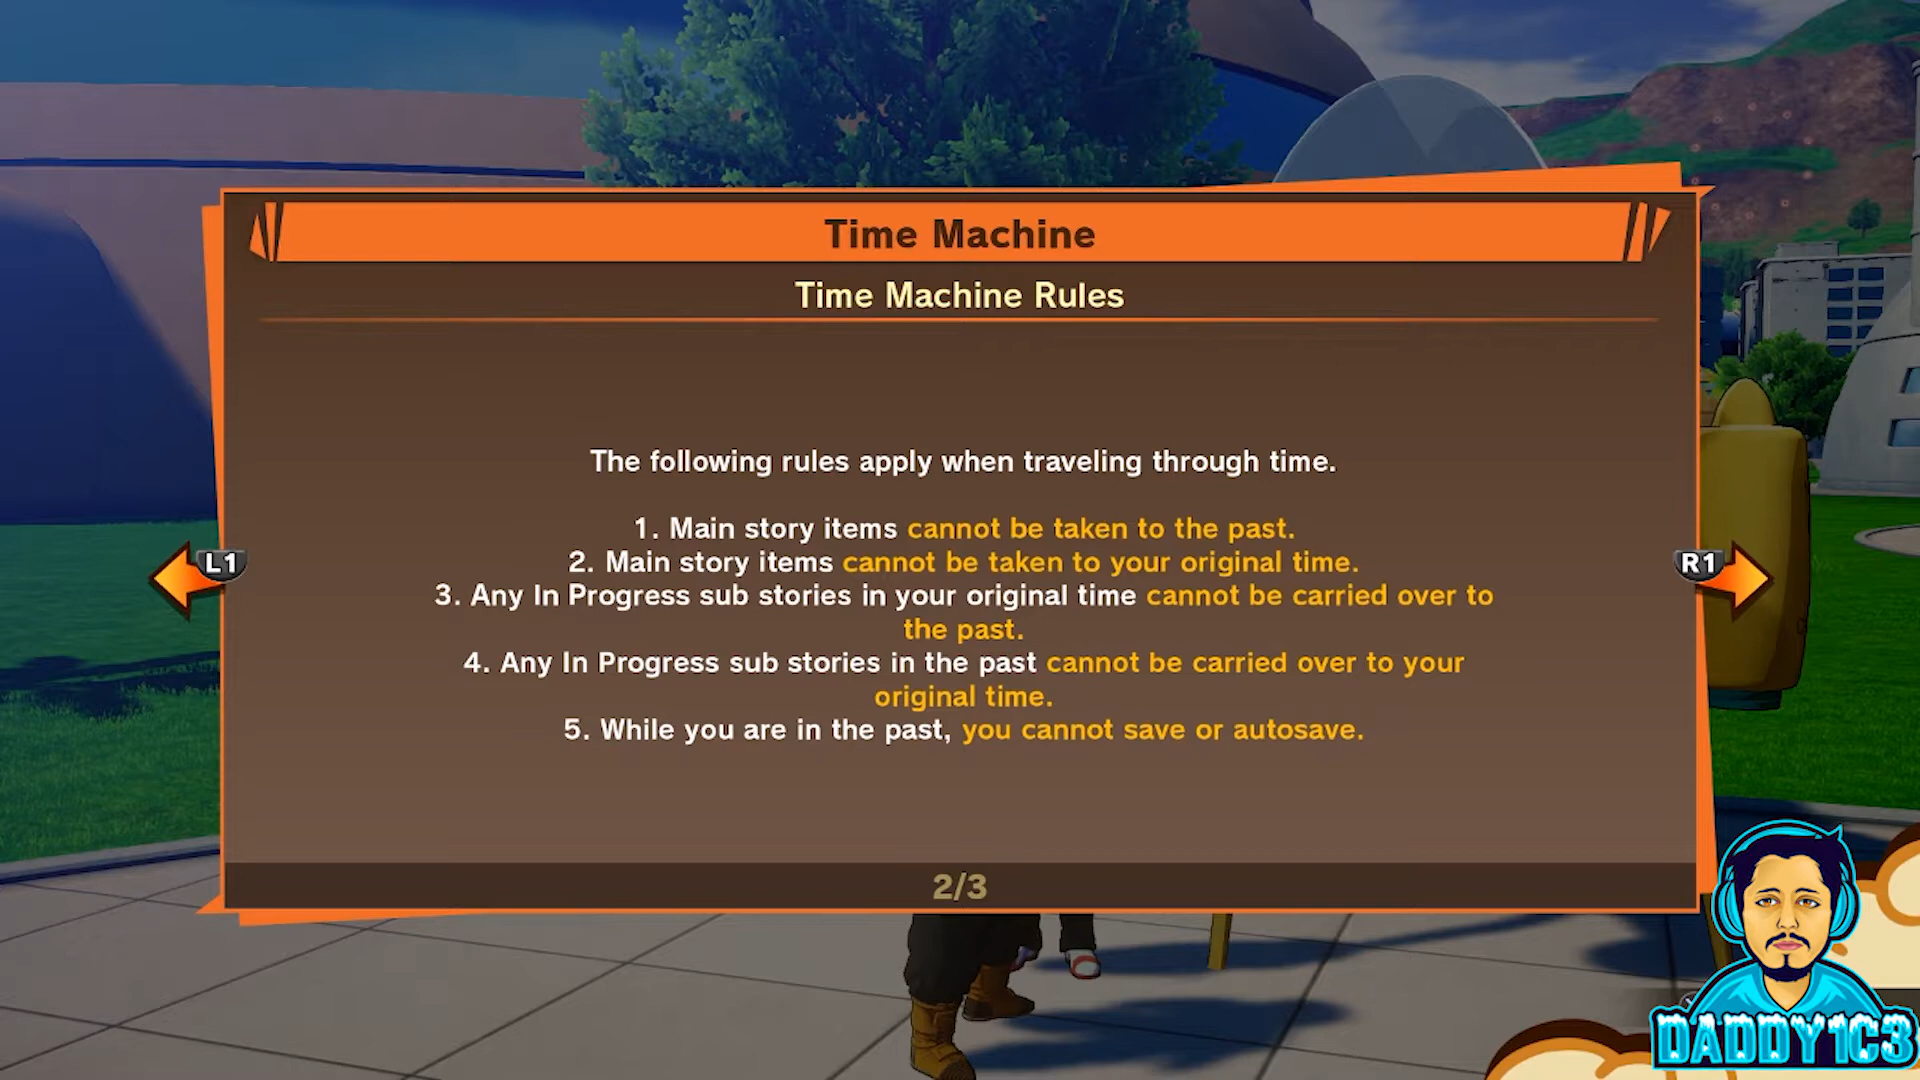 Time Machine
Time Machine Rules
The following rules apply when traveling through time.
1. Main story items cannot be taken to the past.
2. Main story items cannot be taken to your original time.
3. Any In Progress sub stories in your original time cannot be carried over to
the past.
4. Any In Progress sub stories in the past cannot be carried over to your
original time.
5. While you are in the past, you cannot save or autosave.
L1
R1
2/3
DADDY1C3